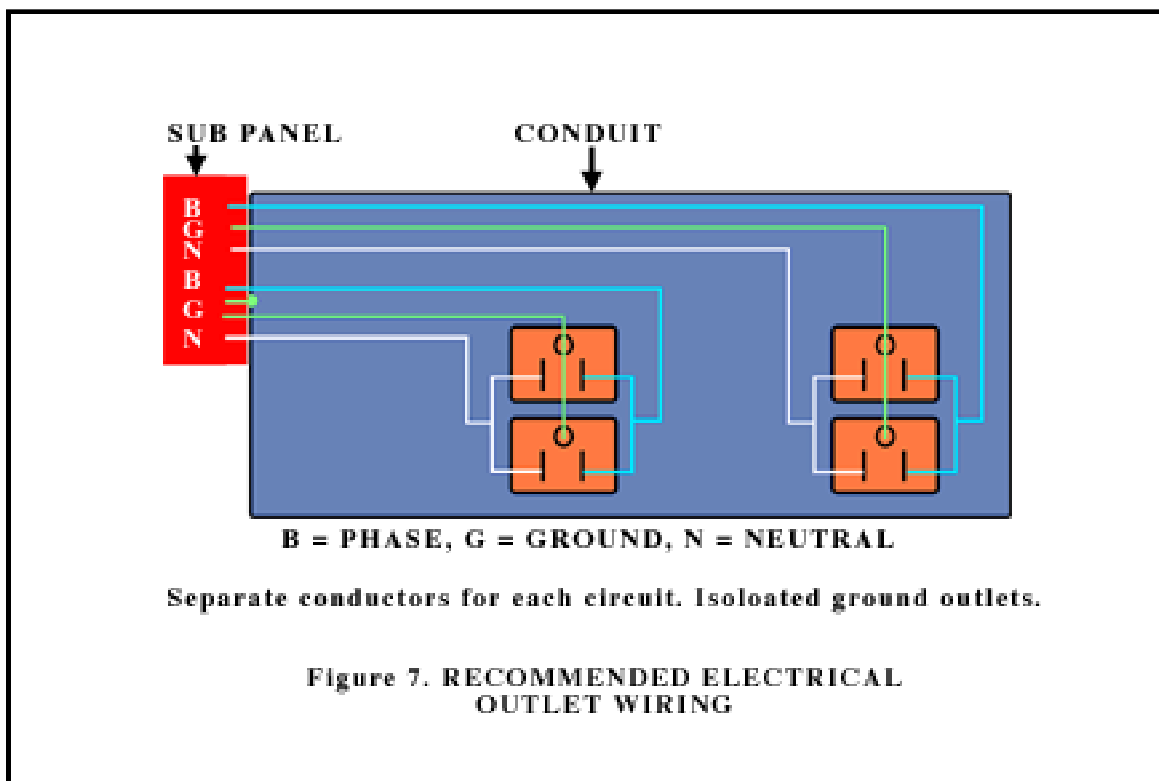 SUB PANEL
CONDUIT
B
G
N
B
G
N
B = PHASE, G = GROUND, N = NEUTRAL
Separate conductors for each circuit. Isoloated ground outlets.
Figure 7. RECOMMENDED ELECTRICAL
OUTLET WIRING